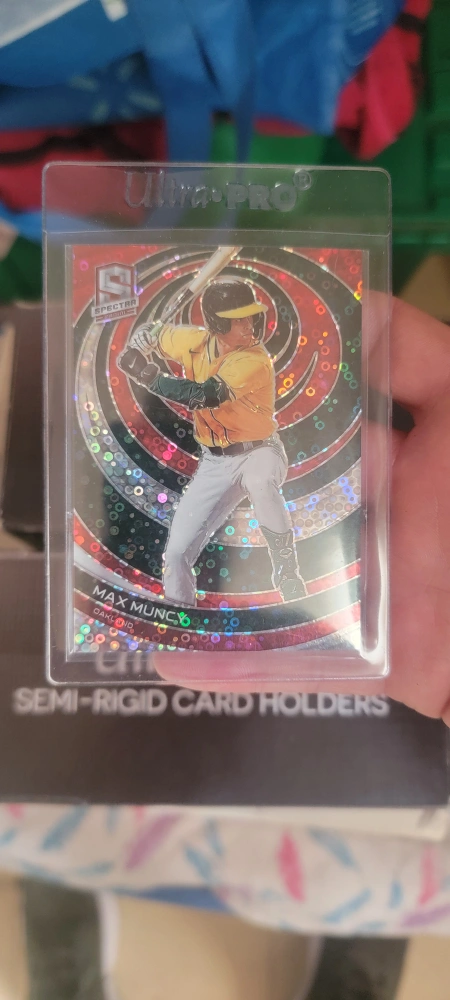 Ultra•PRO®
S
SPECTRA
MAX MUNCY
OAKLAND
SEMI-RIGID CARD HOLDERS